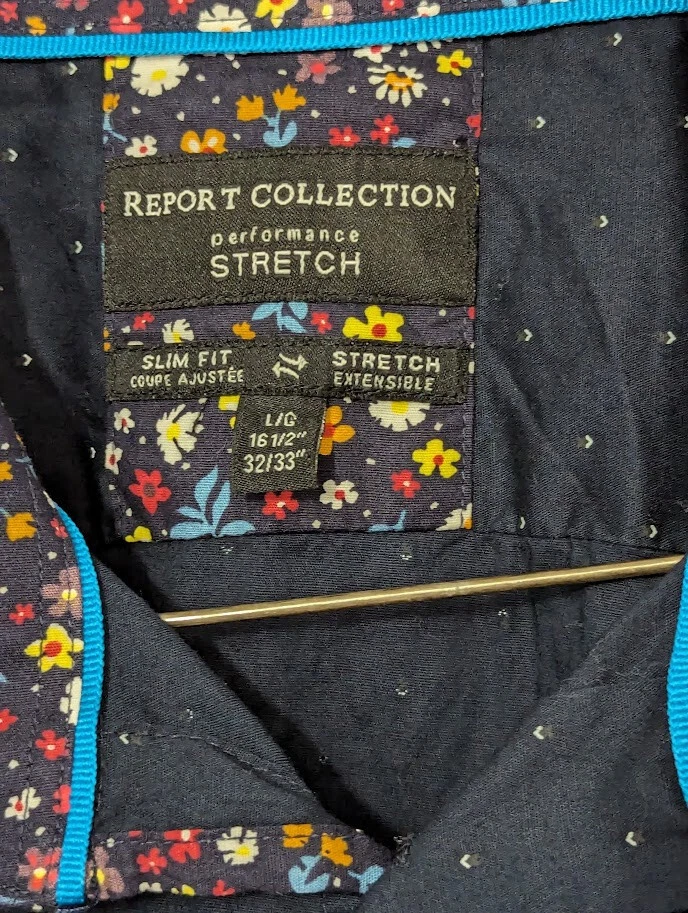 REPORT COLLECTION
performance
STRETCH
SLIM FIT
COUPE AJUSTÉE
STRETCH
EXTENSIBLE
L/G
16 1/2"
32/33"